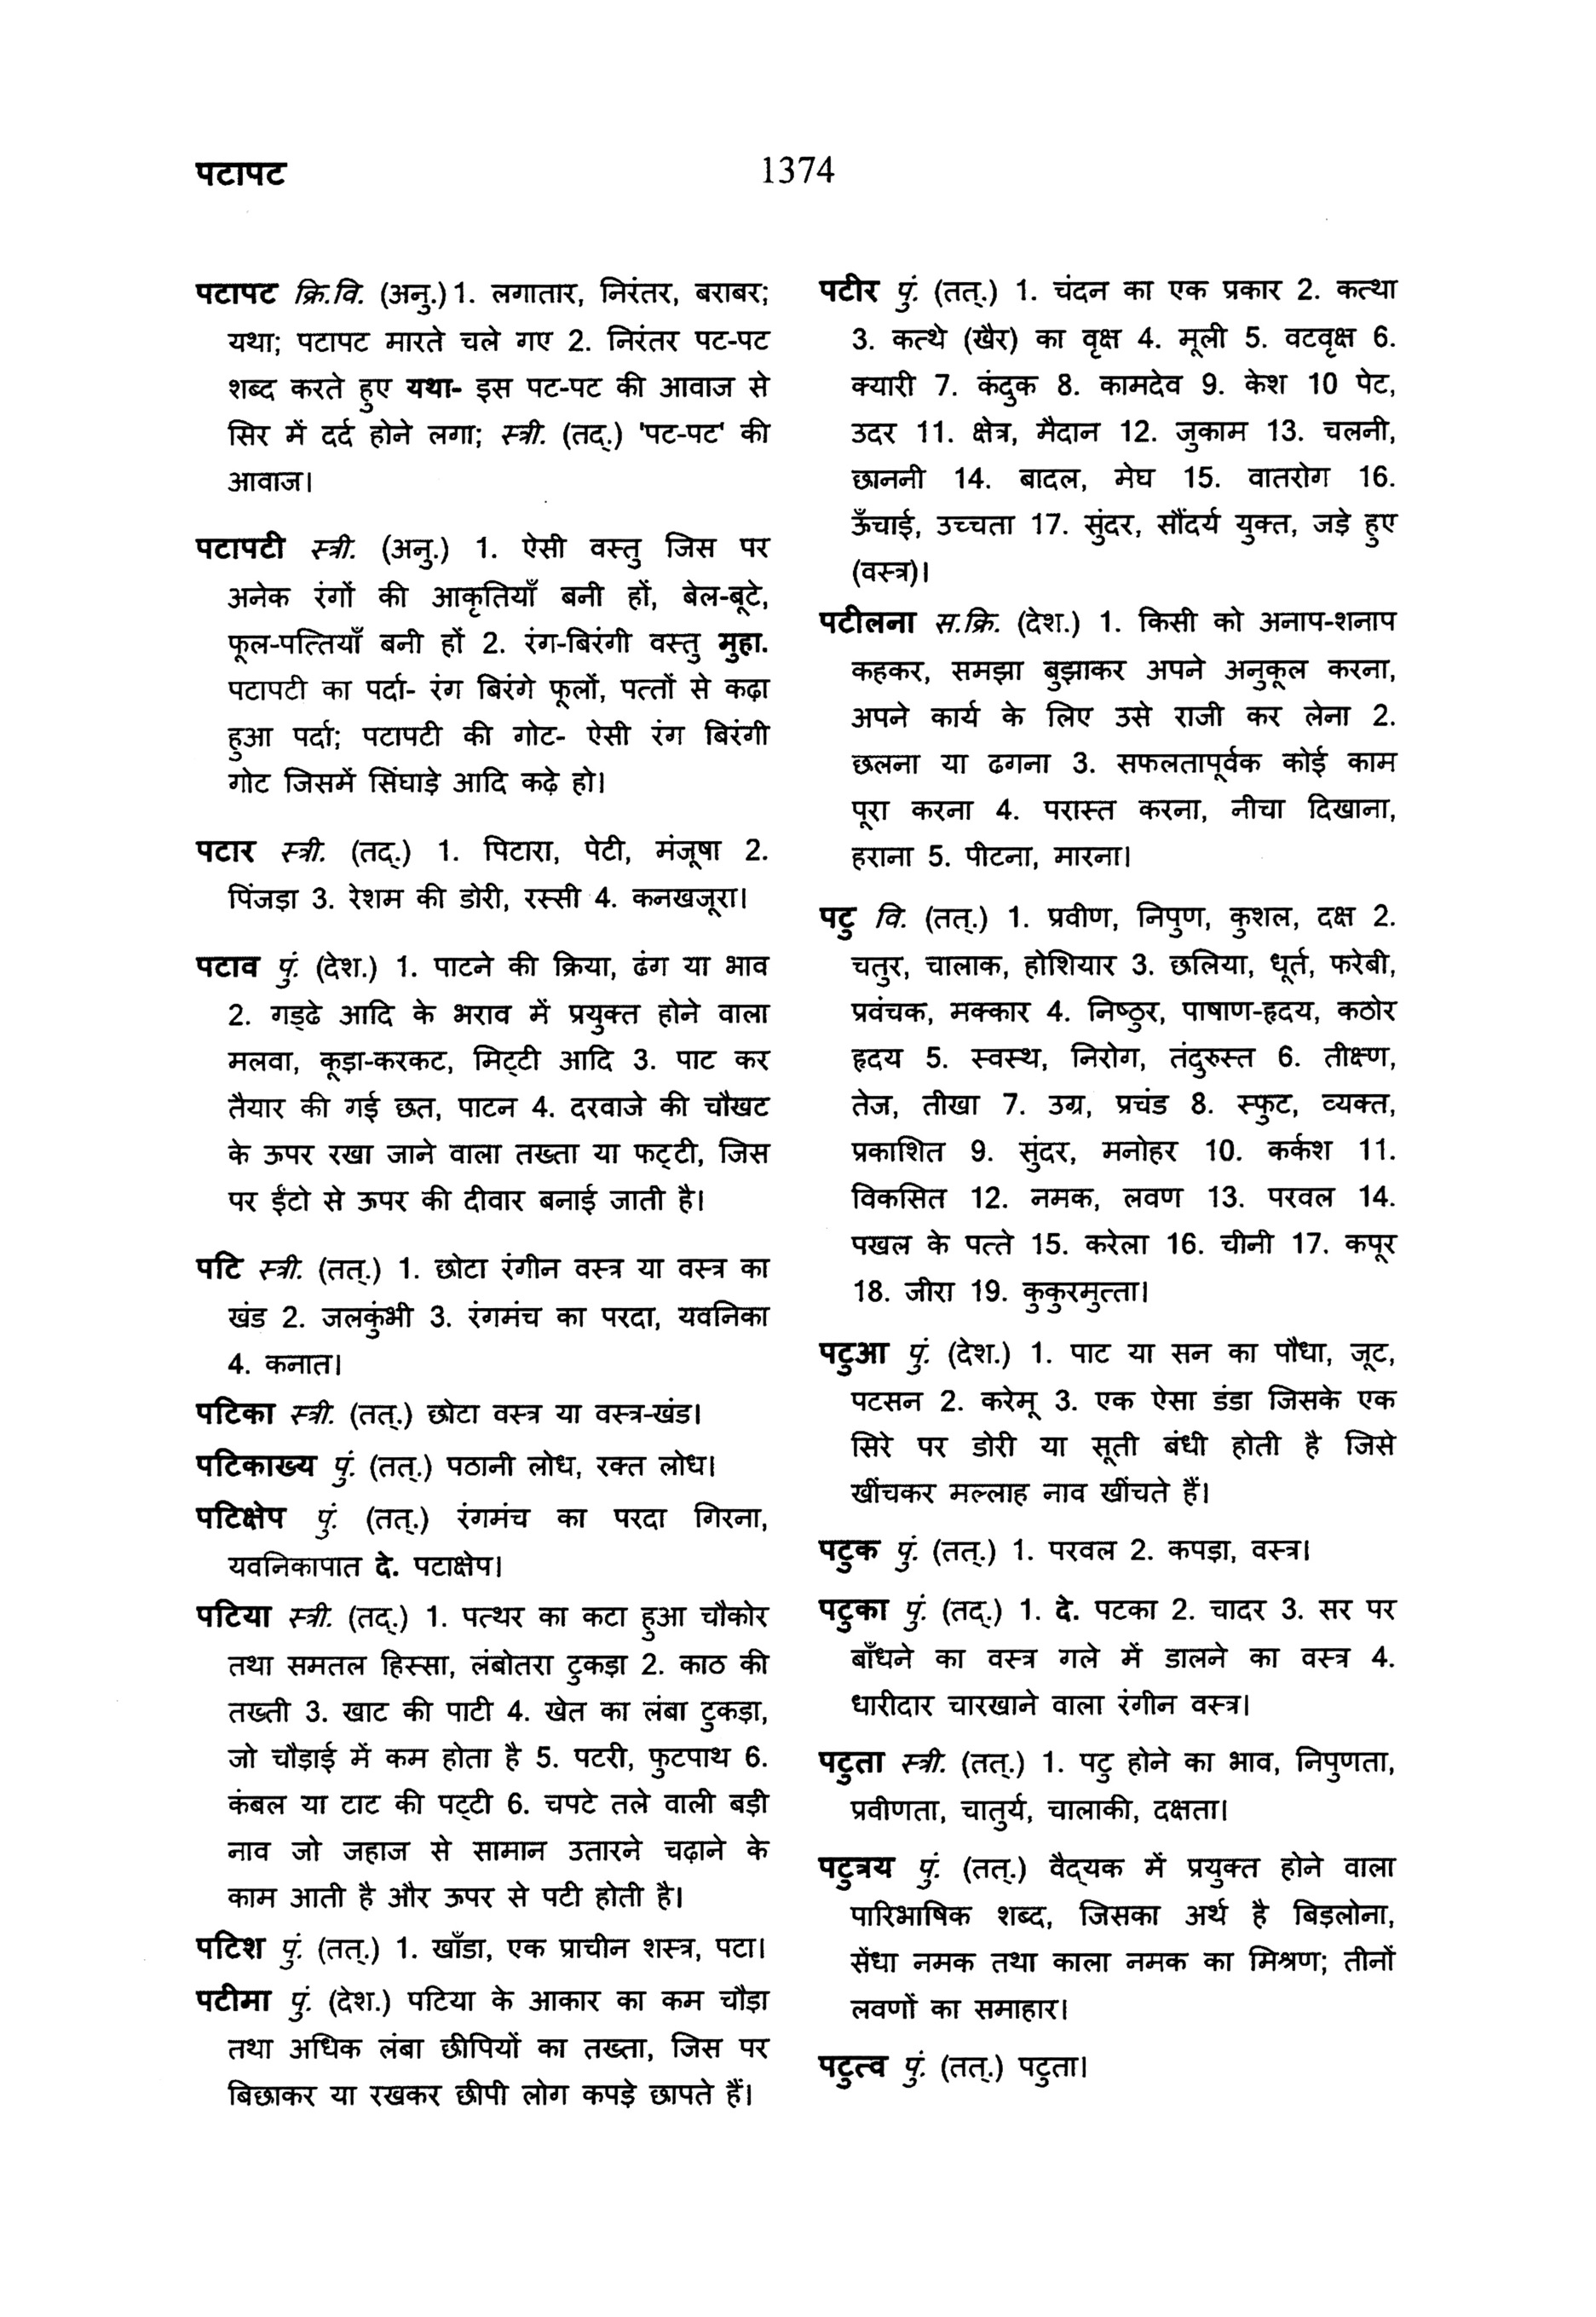 पटापट
1374
पटापट क्रि.वि. (अनु.) 1. लगातार, निरंतर, बराबर;
यथा; पटापट मारते चले गए 2. निरंतर पट-पट
शब्द करते हुए यथा- इस पट-पट की आवाज से
सिर में दर्द होने लगा; स्त्री. (तद्.) 'पट-पट' की
आवाज।
पटापटी स्त्री. (अनु.) 1. ऐसी वस्तु जिस पर
अनेक रंगों की आकृतियाँ बनी हों, बेल-बूटे,
फूल-पत्तियाँ बनी हों 2. रंग-बिरंगी वस्तु मुहा.
पटापटी का पर्दा- रंग बिरंगे फूलों, पत्तों से कढ़ा
हुआ पर्दा; पटापटी की गोट- ऐसी रंग बिरंगी
गोट जिसमें सिंघाड़े आदि कढ़े हो।
पटार स्त्री. (तद्.) 1. पिटारा, पेटी, मंजूषा 2.
पिंजड़ा 3. रेशम की डोरी, रस्सी 4. कनखजूरा।
पटाव पुं. (देश.) 1. पाटने की क्रिया, ढंग या भाव
2. गड्ढे आदि के भराव में प्रयुक्त होने वाला
मलवा, कूड़ा-करकट, मिट्टी आदि 3. पाट कर
तैयार की गई छत, पाटन 4. दरवाजे की चौखट
के ऊपर रखा जाने वाला तख्ता या फट्टी, जिस
पर ईंटो से ऊपर की दीवार बनाई जाती है।
पटि स्त्री. (तत्.) 1. छोटा रंगीन वस्त्र या वस्त्र का
खंड 2. जलकुंभी 3. रंगमंच का परदा, यवनिका
4. कनात।
पटिका स्त्री. (तत्.) छोटा वस्त्र या वस्त्र-खंड।
पटिकाख्य पुं. (तत्.) पठानी लोध, रक्त लोध।
पटिक्षेप पुं. (तत्.) रंगमंच का परदा गिरना,
यवनिकापात दे. पटाक्षेप।
पटिया स्त्री. (तद्.) 1. पत्थर का कटा हुआ चौकोर
तथा समतल हिस्सा, लंबोतरा टुकड़ा 2. काठ की
तख्ती 3. खाट की पाटी 4. खेत का लंबा टुकड़ा,
जो चौड़ाई में कम होता है 5. पटरी, फुटपाथ 6.
कंबल या टाट की पट्टी 6. चपटे तले वाली बड़ी
नाव जो जहाज से सामान उतारने चढ़ाने के
काम आती है और ऊपर से पटी होती है।
पटिश पुं. (तत्.) 1. खाँडा, एक प्राचीन शस्त्र, पटा।
पटीमा पुं. (देश.) पटिया के आकार का कम चौड़ा
तथा अधिक लंबा छीपियों का तख्ता, जिस पर
बिछाकर या रखकर छीपी लोग कपड़े छापते हैं।
पटीर पुं. (तत्.) 1. चंदन का एक प्रकार 2. कत्था
3. कत्थे (खैर) का वृक्ष 4. मूली 5. वटवृक्ष 6.
क्यारी 7. कंदुक 8. कामदेव 9. केश 10 पेट,
उदर 11. क्षेत्र, मैदान 12. जुकाम 13. चलनी,
छाननी 14. बादल, मेघ 15. वातरोग 16.
ऊँचाई, उच्चता 17. सुंदर, सौंदर्य युक्त, जड़े हुए
(वस्त्र)।
पटीलना स.क्रि. (देश.) 1. किसी को अनाप-शनाप
कहकर, समझा बुझाकर अपने अनुकूल करना,
अपने कार्य के लिए उसे राजी कर लेना 2.
छलना या ढगना 3. सफलतापूर्वक कोई काम
पूरा करना 4. परास्त करना, नीचा दिखाना,
हराना 5. पीटना, मारना।
पटु वि. (तत्.) 1. प्रवीण, निपुण, कुशल, दक्ष 2.
चतुर, चालाक, होशियार 3. छलिया, धूर्त, फरेबी,
प्रवंचक, मक्कार 4. निष्ठुर, पाषाण-हृदय, कठोर
हृदय 5. स्वस्थ, निरोग, तंदुरुस्त 6. तीक्ष्ण,
तेज, तीखा 7. उग्र, प्रचंड 8. स्फुट, व्यक्त,
प्रकाशित 9. सुंदर, मनोहर 10. कर्कश 11.
विकसित 12. नमक, लवण 13. परवल 14.
पखल के पत्ते 15. करेला 16. चीनी 17. कपूर
18. जीरा 19. कुकुरमुत्ता।
पटुआ पुं. (देश.) 1. पाट या सन का पौधा, जूट,
पटसन 2. करेमू 3. एक ऐसा डंडा जिसके एक
सिरे पर डोरी या सूती बंधी होती है जिसे
खींचकर मल्लाह नाव खींचते हैं।
पटुक पुं. (तत्.) 1. परवल 2. कपड़ा, वस्त्र।
पटुका पुं. (तद्.) 1. दे. पटका 2. चादर 3. सर पर
बाँधने का वस्त्र गले में डालने का वस्त्र 4.
धारीदार चारखाने वाला रंगीन वस्त्र।
पटुता स्त्री. (तत्.) 1. पटु होने का भाव, निपुणता,
प्रवीणता, चातुर्य, चालाकी, दक्षता।
पटुत्रय पुं. (तत्.) वैद्यक में प्रयुक्त होने वाला
पारिभाषिक शब्द, जिसका अर्थ है बिड़लोना,
सेंधा नमक तथा काला नमक का मिश्रण; तीनों
लवणों का समाहार।
पटुत्व पुं. (तत्.) पटुता।